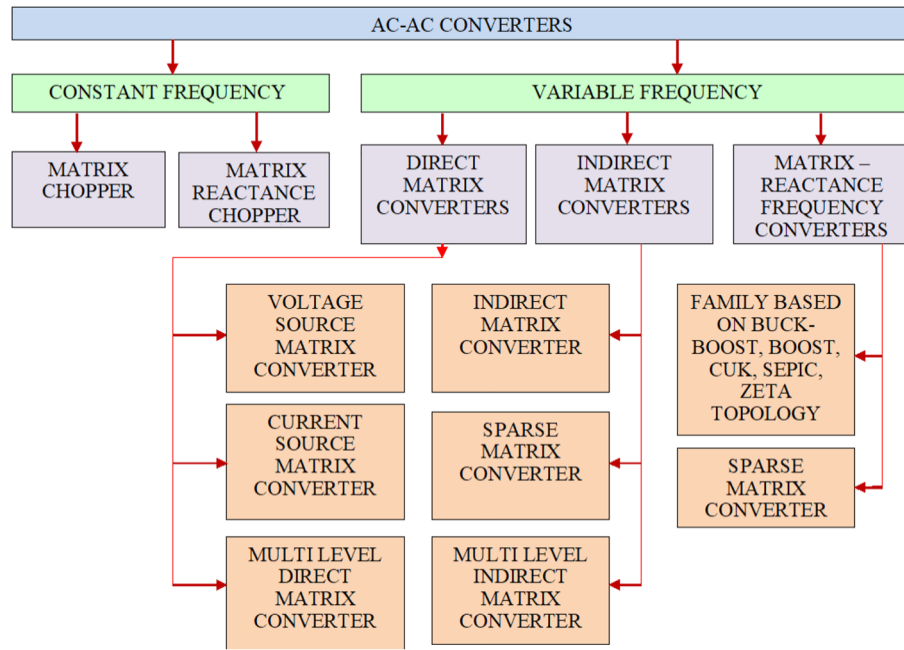 AC-AC CONVERTERS
CONSTANT FREQUENCY
VARIABLE FREQUENCY
MATRIX
CHOPPER
MATRIX
REACTANCE
CHOPPER
DIRECT
MATRIX
CONVERTERS
INDIRECT
MATRIX
CONVERTERS
MATRIX –
REACTANCE
FREQUENCY
CONVERTERS
VOLTAGE
SOURCE
MATRIX
CONVERTER
INDIRECT
MATRIX
CONVERTER
FAMILY BASED
ON BUCK-
BOOST, BOOST,
CUK, SEPIC,
ZETA
TOPOLOGY
CURRENT
SOURCE
MATRIX
CONVERTER
SPARSE
MATRIX
CONVERTER
SPARSE
MATRIX
CONVERTER
MULTI LEVEL
DIRECT
MATRIX
CONVERTER
MULTI LEVEL
INDIRECT
MATRIX
CONVERTER